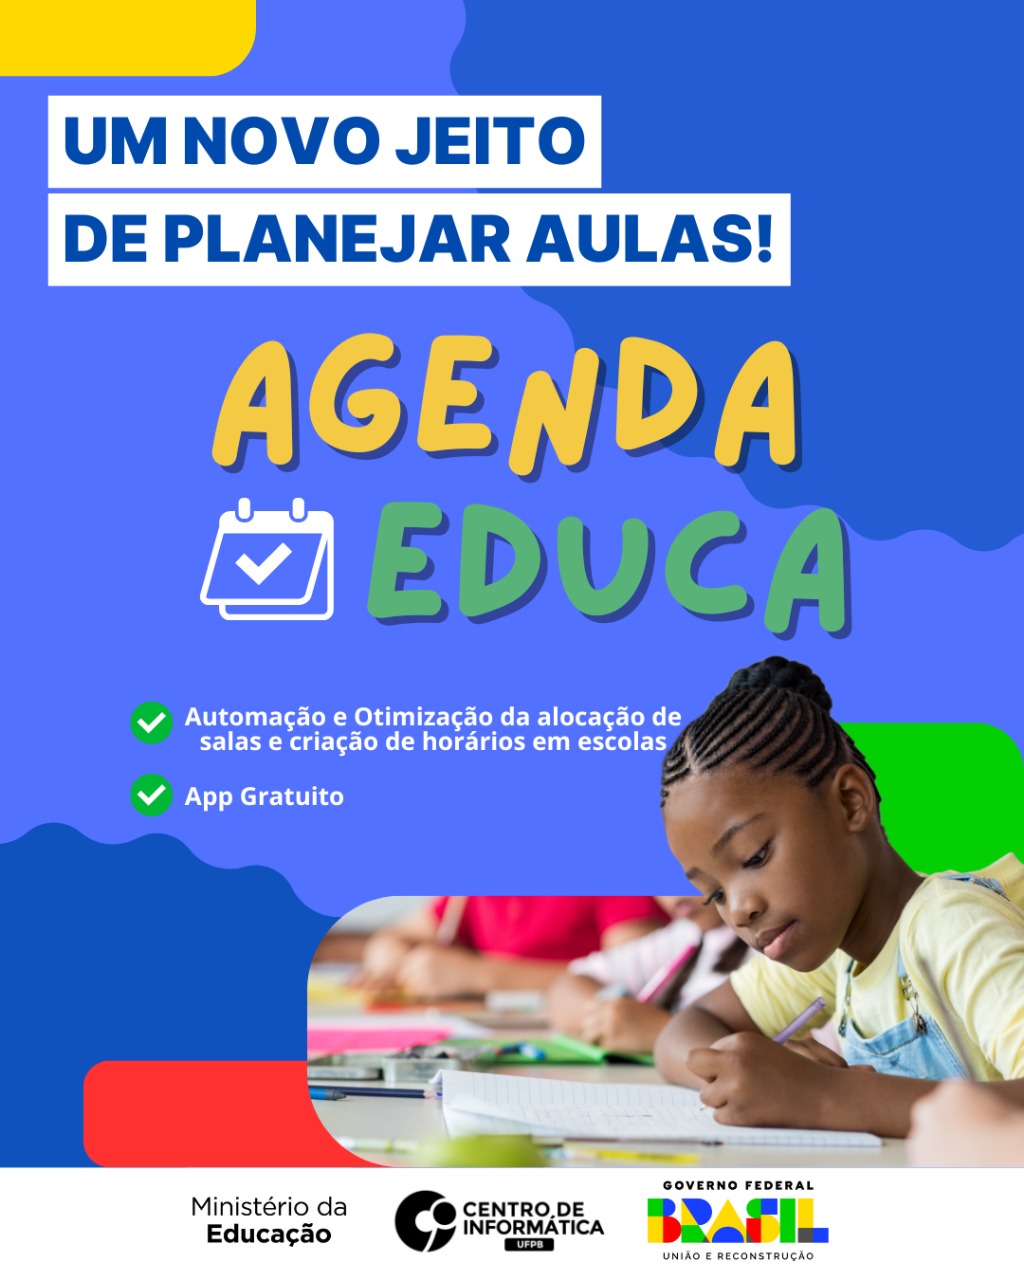 UM NOVO JEITO
DE PLANEJAR AULAS!
AGENDA
EDUCA
Automação e Otimização da alocação de
salas e criação de horários em escolas
App Gratuito
Ministério da
Educação
CENTRO DE
INFORMÁTICA
UFPB
GOVERNO FEDERAL
BRASIL
UNIÃO E RECONSTRUÇÃO